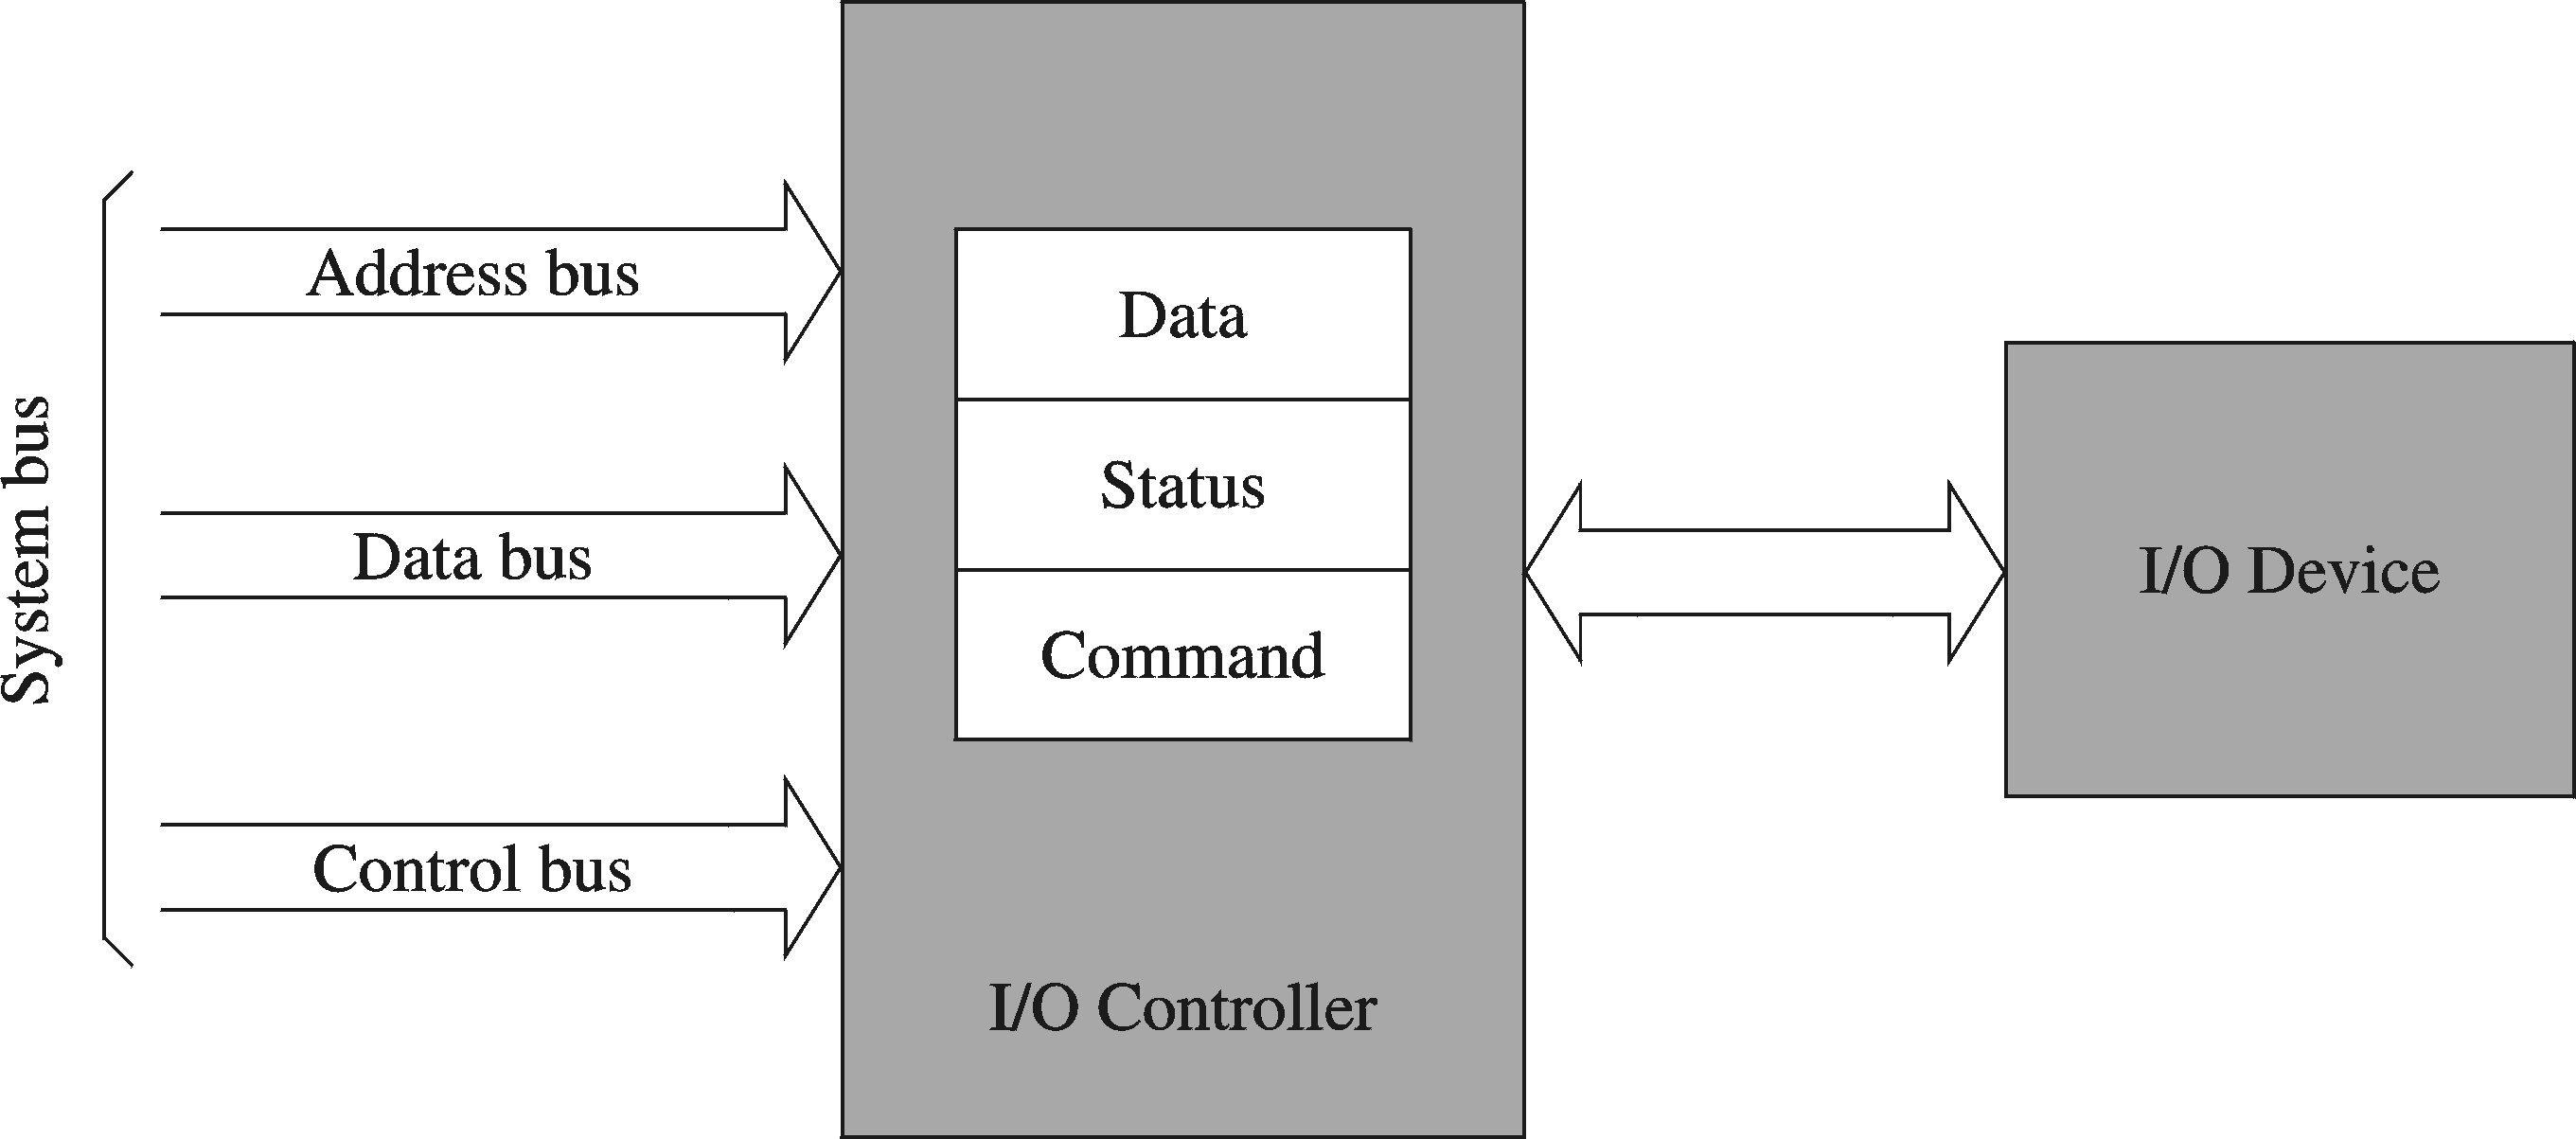 System bus
Address bus
Data bus
Control bus
Data
Status
Command
I/O Controller
I/O Device